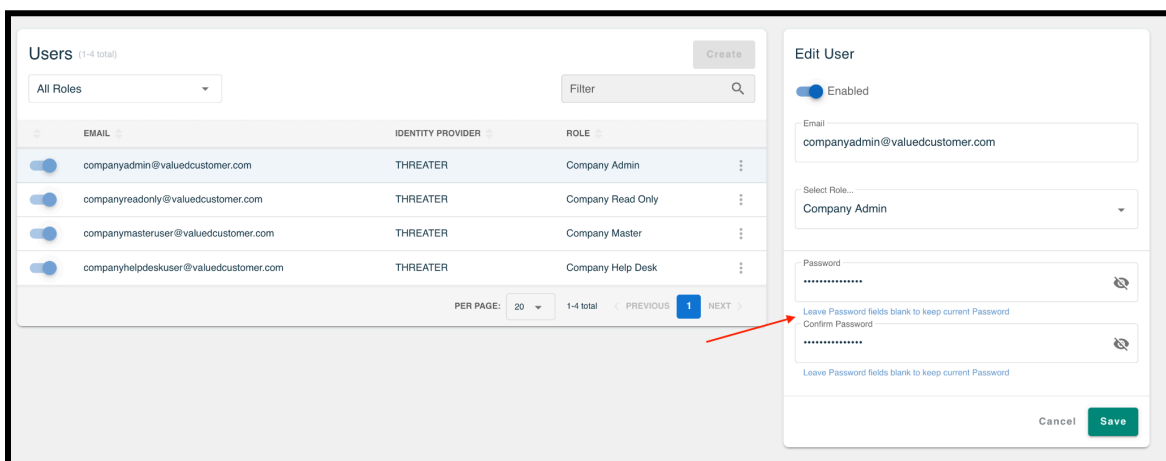 Users (1-4 total)
Create
All Roles
Filter
EMAIL IDENTITY PROVIDER ROLE
companyadmin@valuedcustomer.com THREATER Company Admin
companyreadonly@valuedcustomer.com THREATER Company Read Only
companymasteruser@valuedcustomer.com THREATER Company Master
companyhelpdeskuser@valuedcustomer.com THREATER Company Help Desk
PER PAGE: 20 1-4 total < PREVIOUS 1 NEXT >
Edit User
Enabled
Email
companyadmin@valuedcustomer.com
Select Role...
Company Admin
Password
•••••••••••••••
Leave Password fields blank to keep current Password
Confirm Password
•••••••••••••••
Leave Password fields blank to keep current Password
Cancel Save